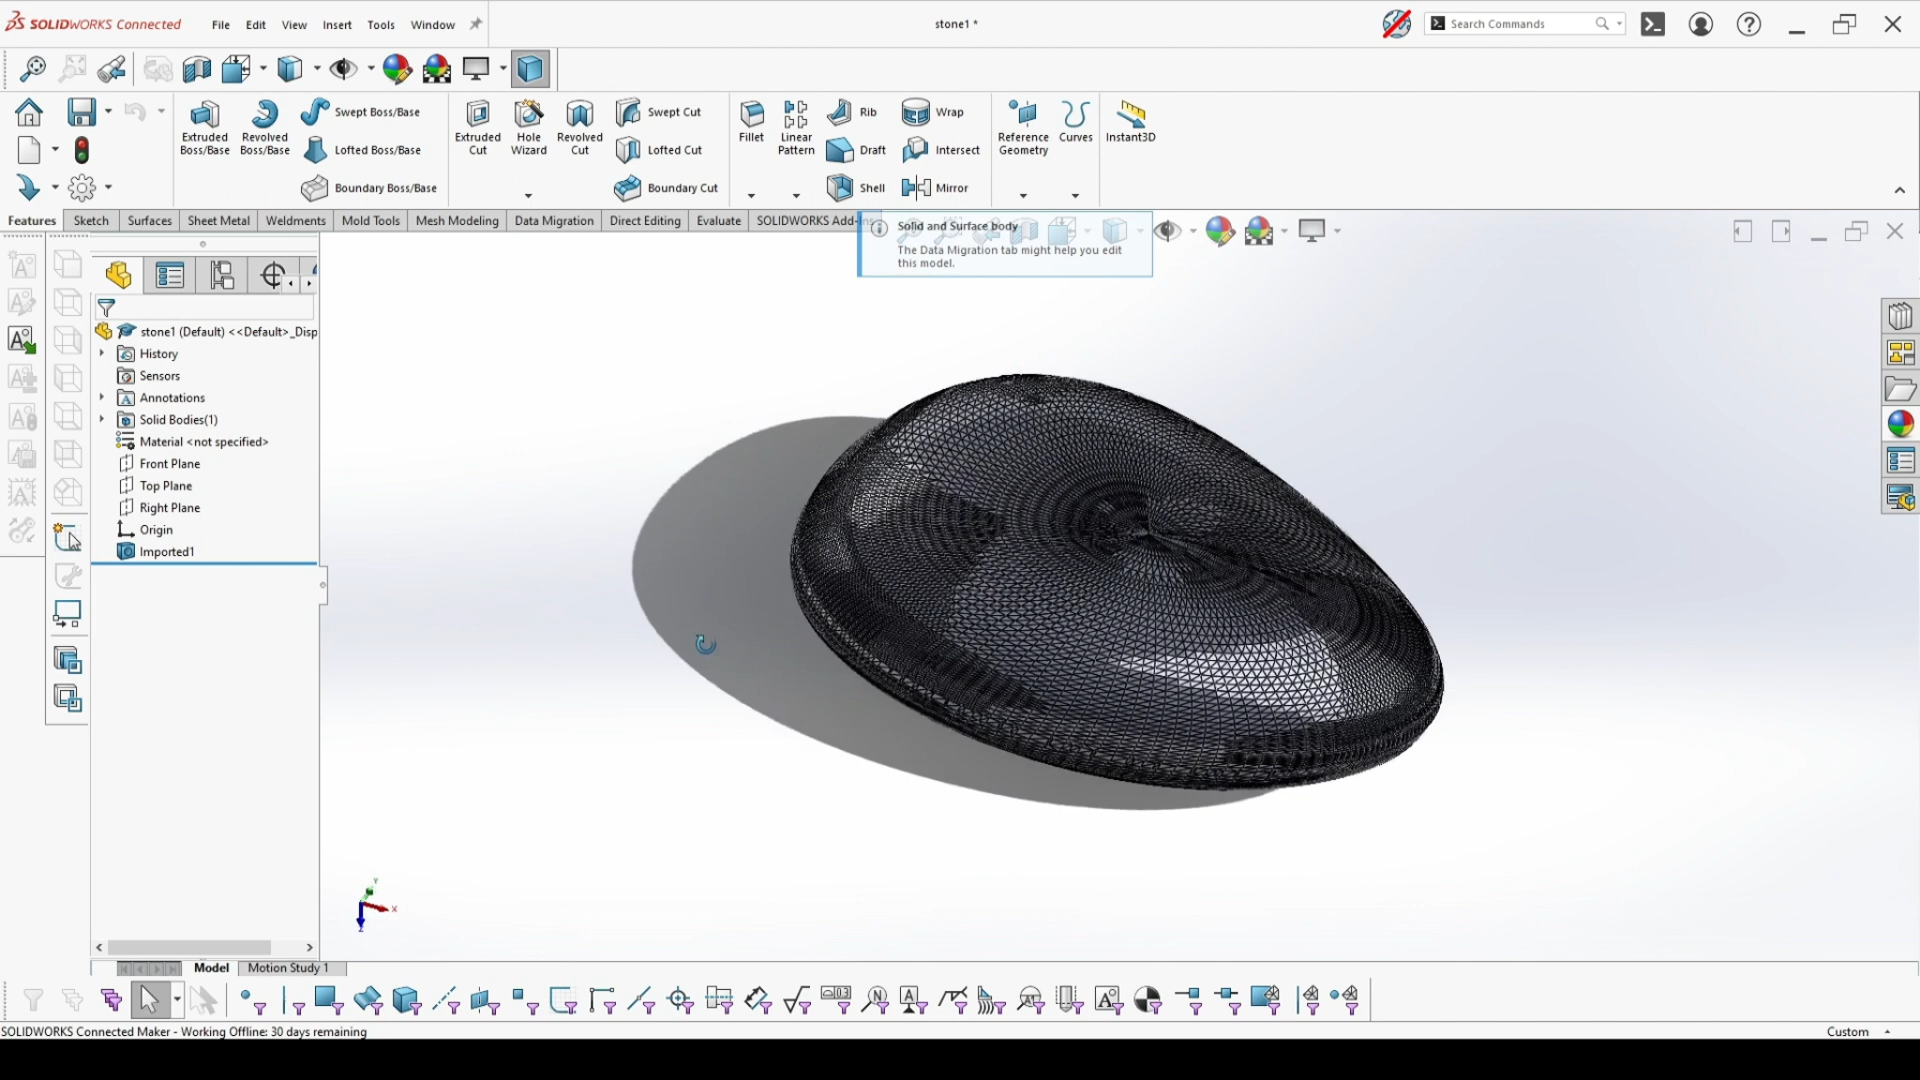 SOLIDWORKS Connected File Edit View Insert Tools Window stone1 * Search Commands
Extruded Boss/Base
Revolved Boss/Base
Swept Boss/Base
Lofted Boss/Base
Boundary Boss/Base
Extruded Cut
Hole Wizard
Revolved Cut
Swept Cut
Lofted Cut
Boundary Cut
Fillet
Linear Pattern
Rib
Draft
Shell
Wrap
Intersect
Mirror
Reference Geometry
Curves
Instant3D
Features Sketch Surfaces Sheet Metal Weldments Mold Tools Mesh Modeling Data Migration Direct Editing Evaluate SOLIDWORKS Add-
Solid and Surface body
The Data Migration tab might help you edit
this model.
stone1 (Default) <<Default>_Disp
History
Sensors
Annotations
Solid Bodies(1)
Material <not specified>
Front Plane
Top Plane
Right Plane
Origin
Imported1
Y
X
Z
Model Motion Study 1
SOLIDWORKS Connected Maker - Working Offline: 30 days remaining
Custom